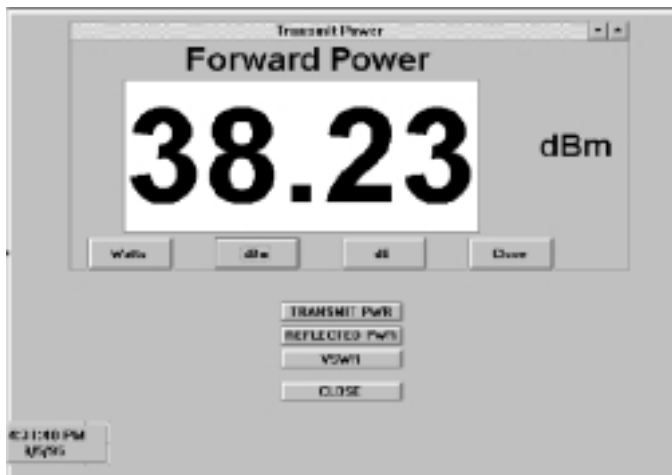 Transmit Power
Forward Power
38.23
dBm
Watts
dBm
dB
Close
TRANSMIT PWR
REFLECTED PWR
VSWR
CLOSE